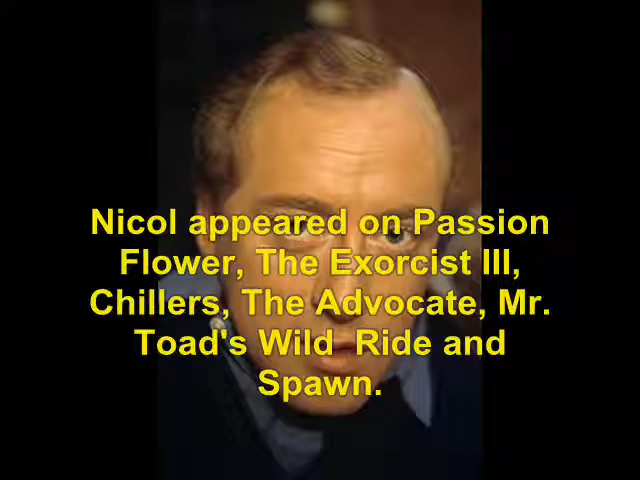 Nicol appeared on Passion
Flower, The Exorcist III,
Chillers, The Advocate, Mr.
Toad's Wild  Ride and
Spawn.